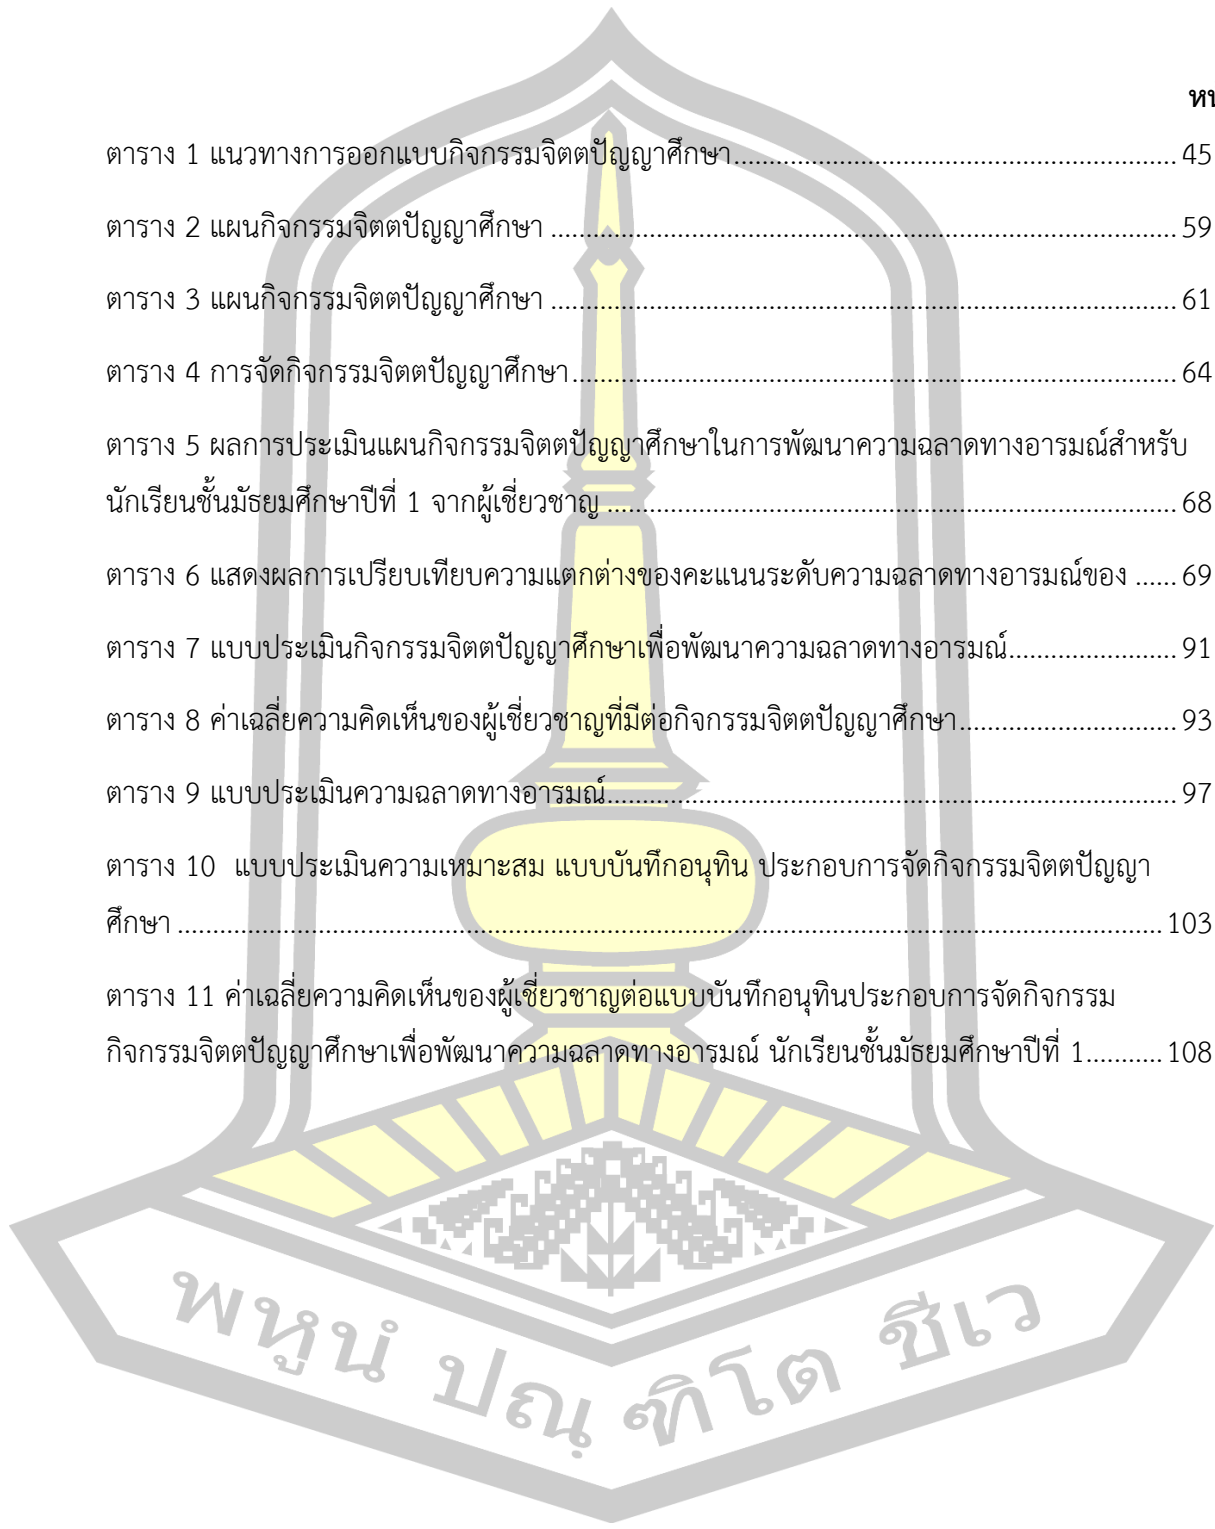 ตาราง 1 แนวทางการออกแบบกิจกรรมจิตตปัญญาศึกษา.................................................................. 45
ตาราง 2 แผนกิจกรรมจิตตปัญญาศึกษา ............................................................................................. 59
ตาราง 3 แผนกิจกรรมจิตตปัญญาศึกษา ............................................................................................. 61
ตาราง 4 การจัดกิจกรรมจิตตปัญญาศึกษา.......................................................................................... 64
ตาราง 5 ผลการประเมินแผนกิจกรรมจิตตปัญญาศึกษาในการพัฒนาความฉลาดทางอารมณ์สำหรับ
นักเรียนชั้นมัธยมศึกษาปีที่ 1 จากผู้เชี่ยวชาญ ..................................................................................... 68
ตาราง 6 แสดงผลการเปรียบเทียบความแตกต่างของคะแนนระดับความฉลาดทางอารมณ์ของ ...... 69
ตาราง 7 แบบประเมินกิจกรรมจิตตปัญญาศึกษาเพื่อพัฒนาความฉลาดทางอารมณ์......................... 91
ตาราง 8 ค่าเฉลี่ยความคิดเห็นของผู้เชี่ยวชาญที่มีต่อกิจกรรมจิตตปัญญาศึกษา................................ 93
ตาราง 9 แบบประเมินความฉลาดทางอารมณ์..................................................................................... 97
ตาราง 10 แบบประเมินความเหมาะสม แบบบันทึกอนุทิน ประกอบการจัดกิจกรรมจิตตปัญญา
ศึกษา ................................................................................................................................................ 103
ตาราง 11 ค่าเฉลี่ยความคิดเห็นของผู้เชี่ยวชาญต่อแบบบันทึกอนุทินประกอบการจัดกิจกรรม
กิจกรรมจิตตปัญญาศึกษาเพื่อพัฒนาความฉลาดทางอารมณ์ นักเรียนชั้นมัธยมศึกษาปีที่ 1........... 108
พหูนํ ปณฺฑิโต ชีเว